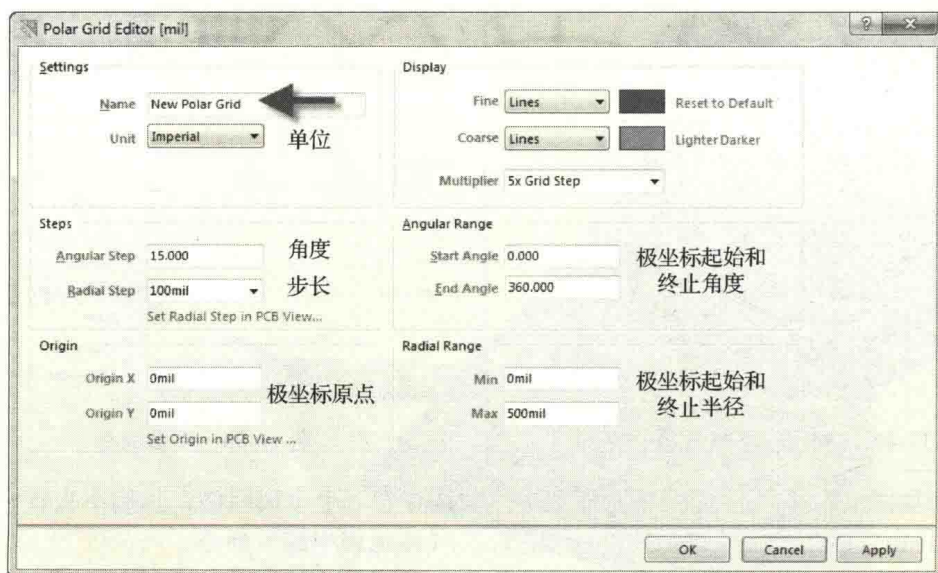 Polar Grid Editor [mil]
Settings
Name New Polar Grid
Unit Imperial 单位
Display
Fine Lines Reset to Default
Coarse Lines Lighter Darker
Multiplier 5x Grid Step
Steps
Angular Step 15.000 角度
Radial Step 100mil 步长
Set Radial Step in PCB View...
Angular Range
Start Angle 0.000
End Angle 360.000
极坐标起始和
终止角度
Origin
Origin X 0mil
Origin Y 0mil
极坐标原点
Set Origin in PCB View ...
Radial Range
Min 0mil
Max 500mil
极坐标起始和
终止半径
OK Cancel Apply